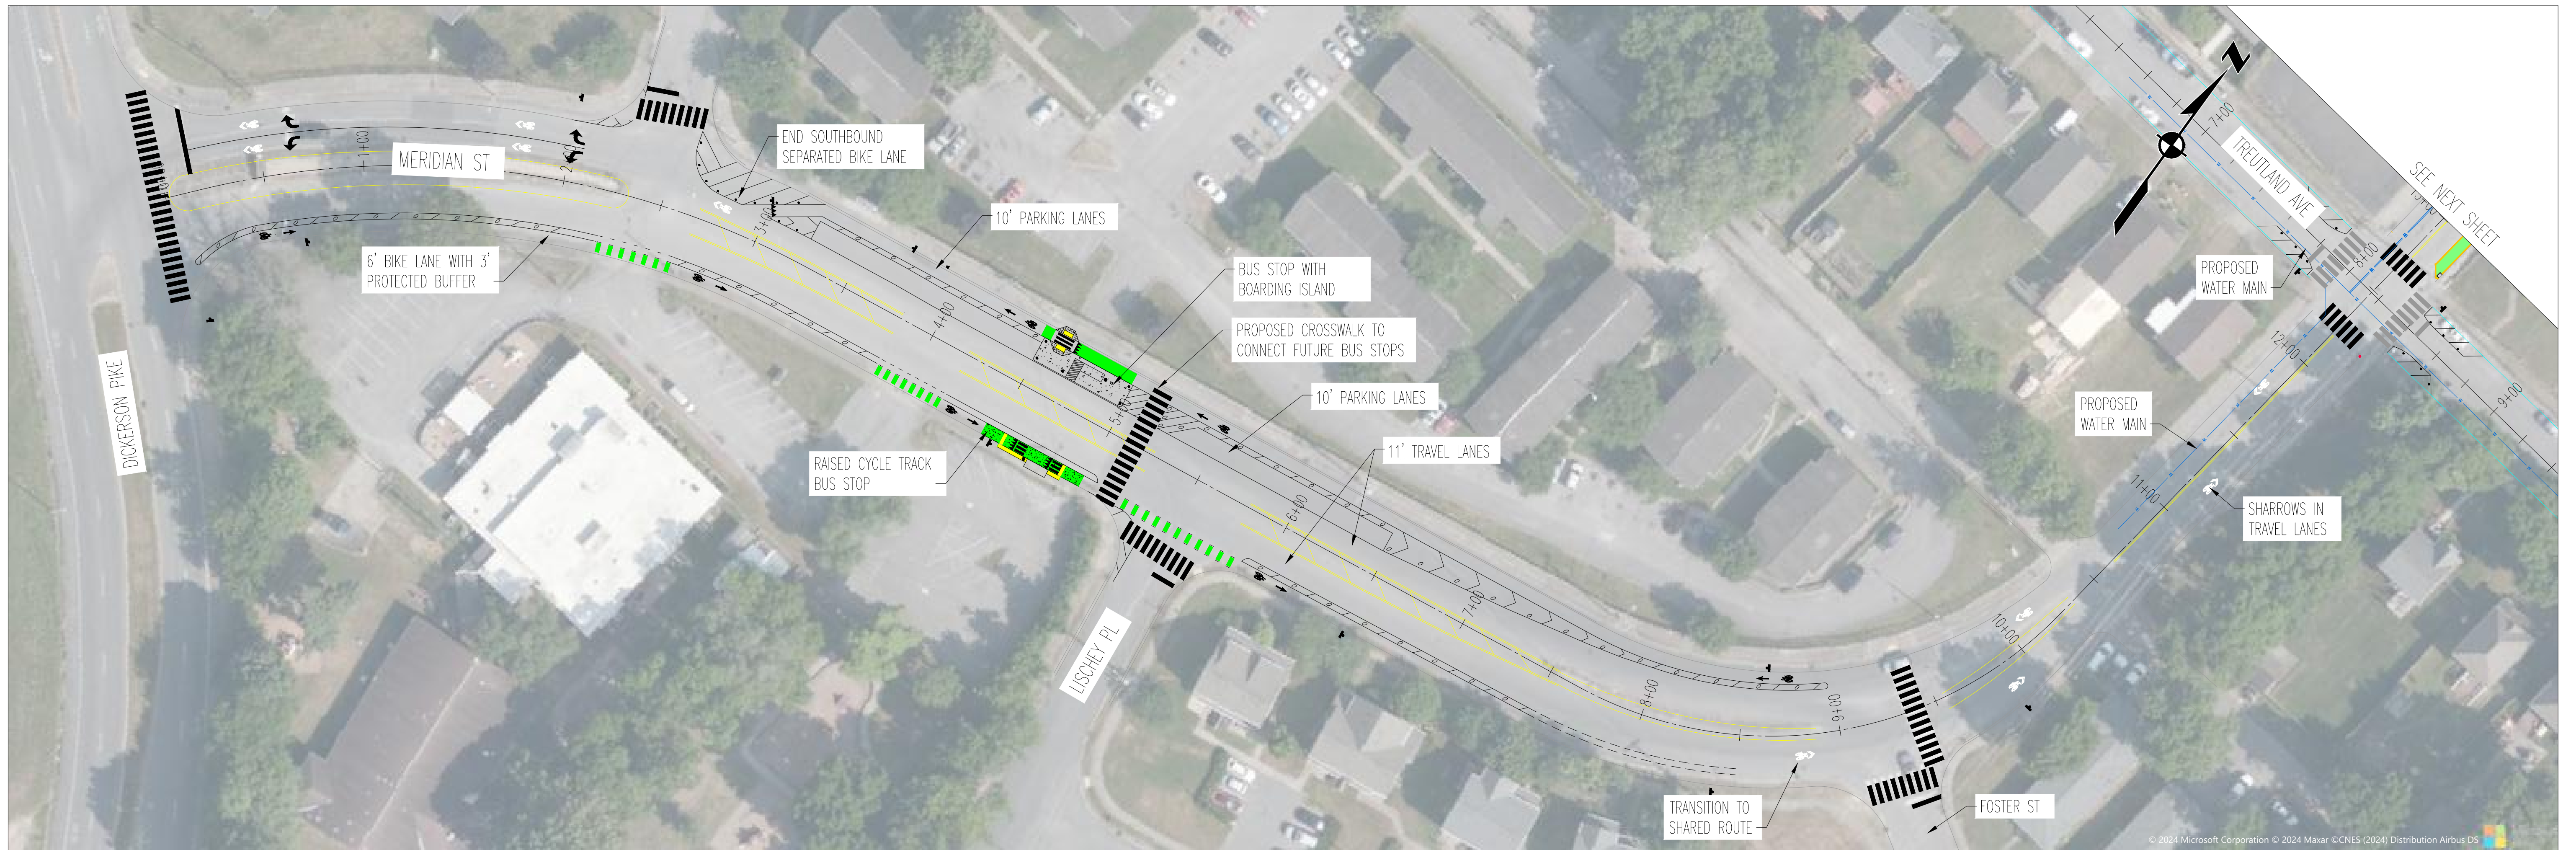 MERIDIAN ST
1+00
END SOUTHBOUND
SEPARATED BIKE LANE
10' PARKING LANES
6' BIKE LANE WITH 3'
PROTECTED BUFFER
3+00
4+00
BUS STOP WITH
BOARDING ISLAND
PROPOSED CROSSWALK TO
CONNECT FUTURE BUS STOPS
10' PARKING LANES
11' TRAVEL LANES
DICKERSON PIKE
RAISED CYCLE TRACK
BUS STOP
LISCHEY PL
6+00
7+00
8+00
9+00
10+00
11+00
12+00
TRANSITION TO
SHARED ROUTE
FOSTER ST
SHARROWS IN
TRAVEL LANES
PROPOSED
WATER MAIN
PROPOSED
WATER MAIN
N
7+00
TREUTLAND AVE
8+00
9+00
SEE NEXT SHEET
© 2024 Microsoft Corporation © 2024 Maxar ©CNES (2024) Distribution Airbus DS